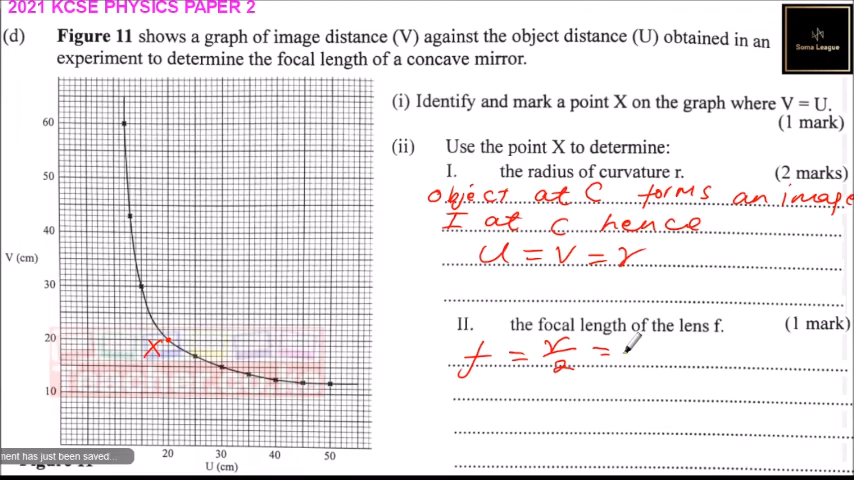 2021 KCSE PHYSICS PAPER 2
(d) Figure 11 shows a graph of image distance (V) against the object distance (U) obtained in an
experiment to determine the focal length of a concave mirror.
Soma League
(i) Identify and mark a point X on the graph where V = U.
(1 mark)
(ii) Use the point X to determine:
I. the radius of curvature r. (2 marks)
object at C forms an image
I at C hence
U = V = r
II. the focal length of the lens f. (1 mark)
f = r/2 =
60
50
40
V (cm)
30
20
10
X
20 30 40 50
U (cm)
ment has just been saved...